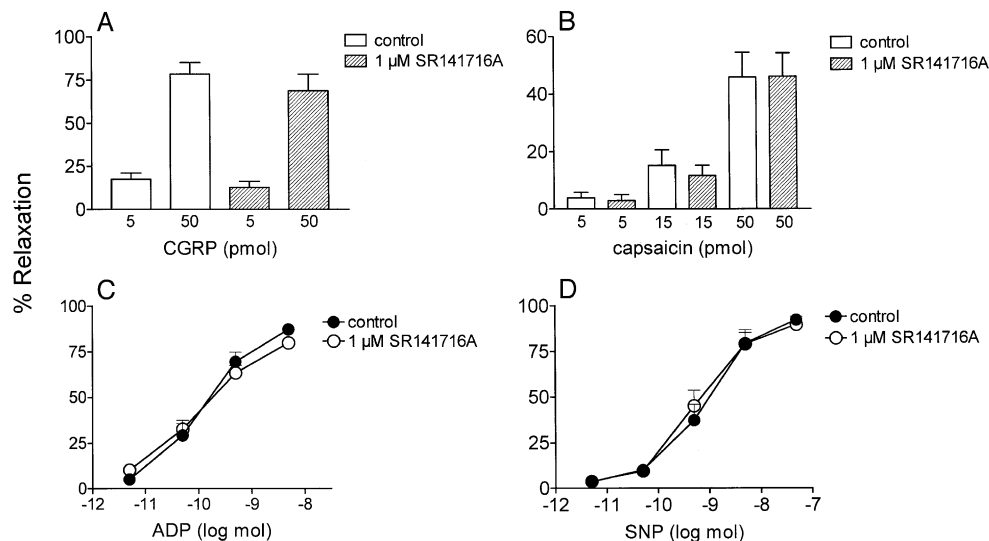 % Relaxation
A
100
75
50
25
0
5 50 5 50
CGRP (pmol)
control
1 µM SR141716A
B
60
40
20
0
5 5 15 15 50 50
capsaicin (pmol)
control
1 µM SR141716A
C
100
75
50
25
0
-12 -11 -10 -9 -8
ADP (log mol)
control
1 µM SR141716A
D
100
75
50
25
0
-12 -11 -10 -9 -8 -7
SNP (log mol)
control
1 µM SR141716A